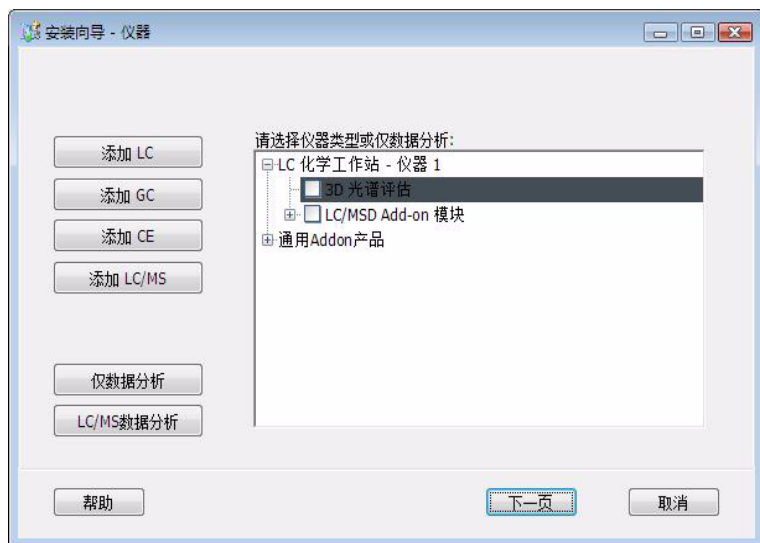 安装向导 - 仪器
请选择仪器类型或仅数据分析:
添加 LC
添加 GC
添加 CE
添加 LC/MS
仅数据分析
LC/MS数据分析
LC 化学工作站 - 仪器 1
3D 光谱评估
LC/MSD Add-on 模块
通用Addon产品
帮助
下一页
取消